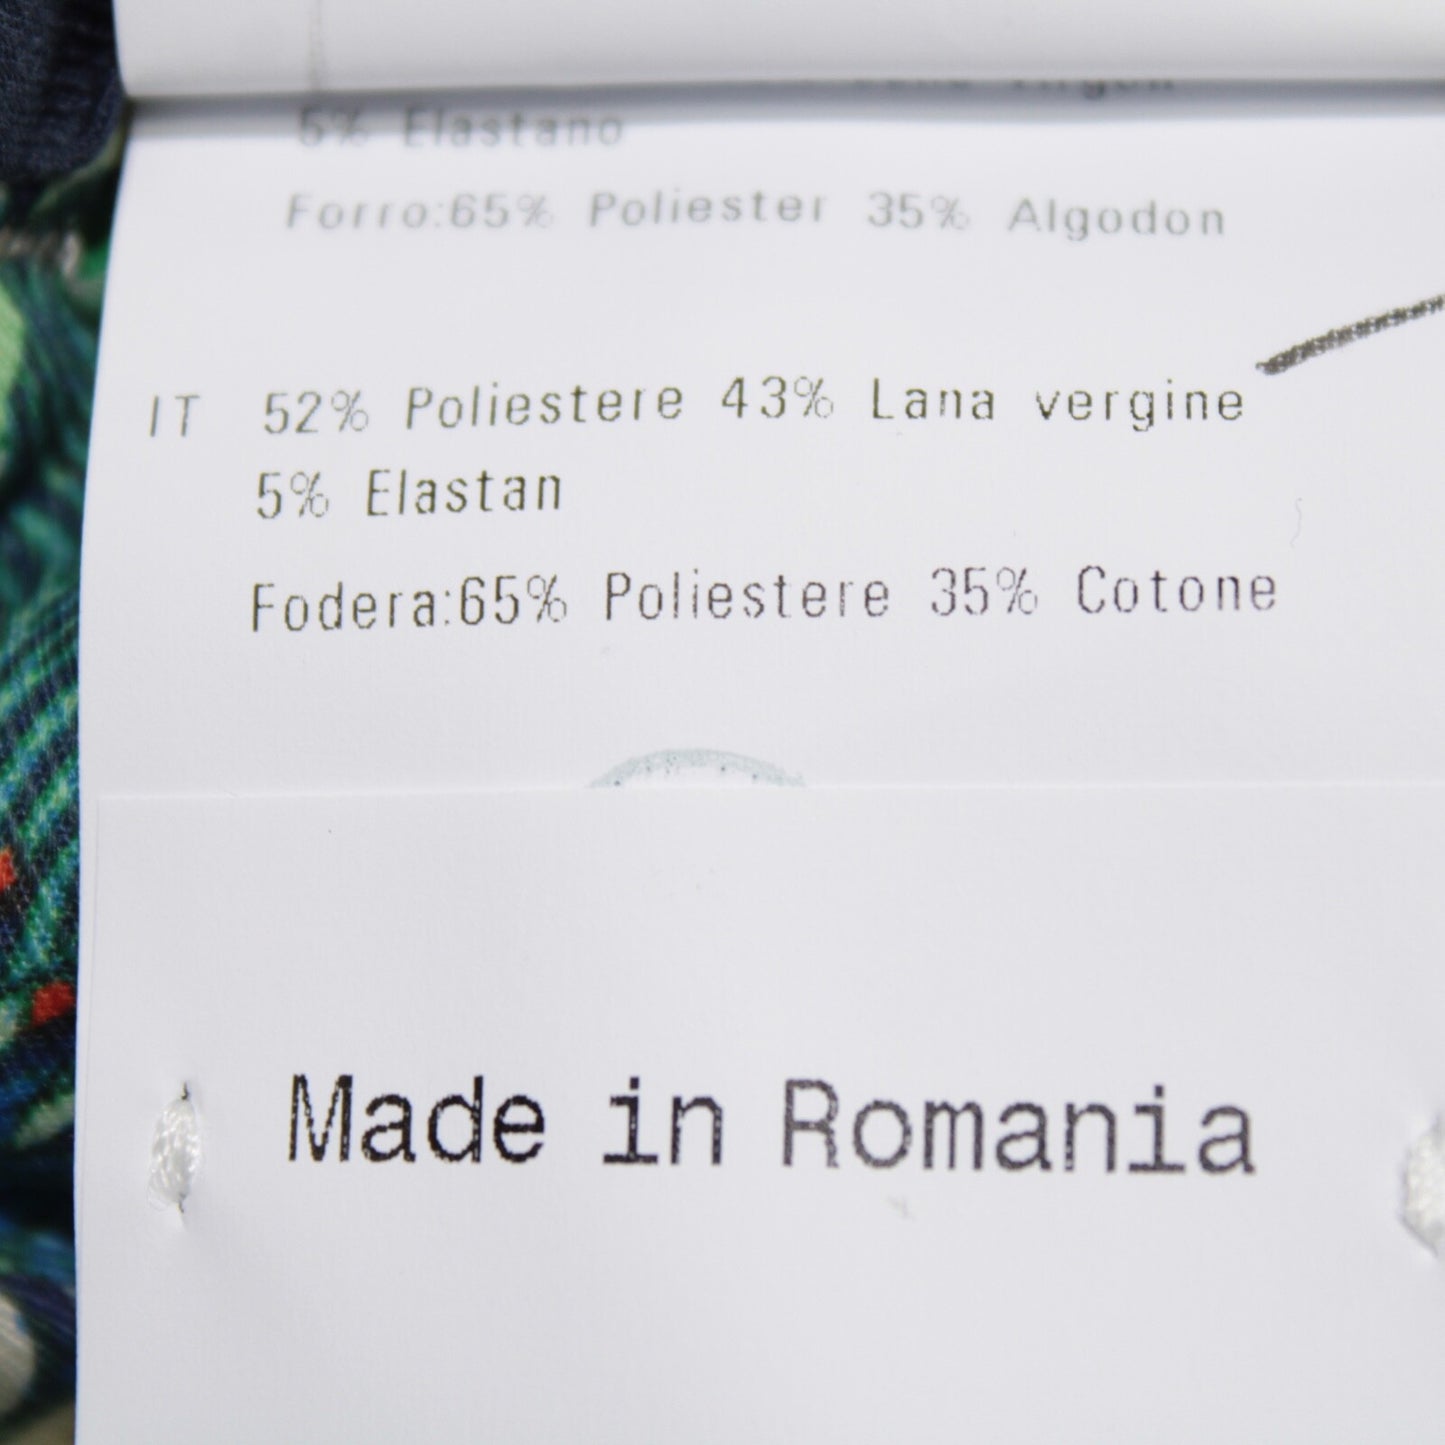 5% Elastano
Forro:65% Poliester 35% Algodon
IT 52% Poliestere 43% Lana vergine
5% Elastan
Fodera:65% Poliestere 35% Cotone
Made in Romania